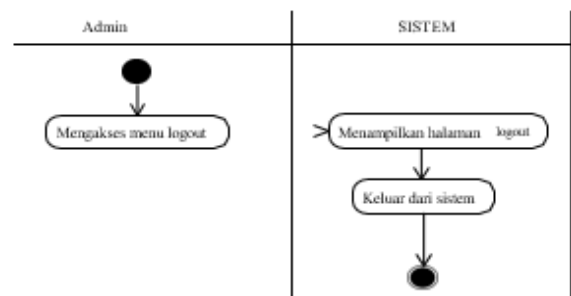 Admin
SISTEM
Mengakses menu logout
Menampilkan halaman logout
Keluar dari sistem